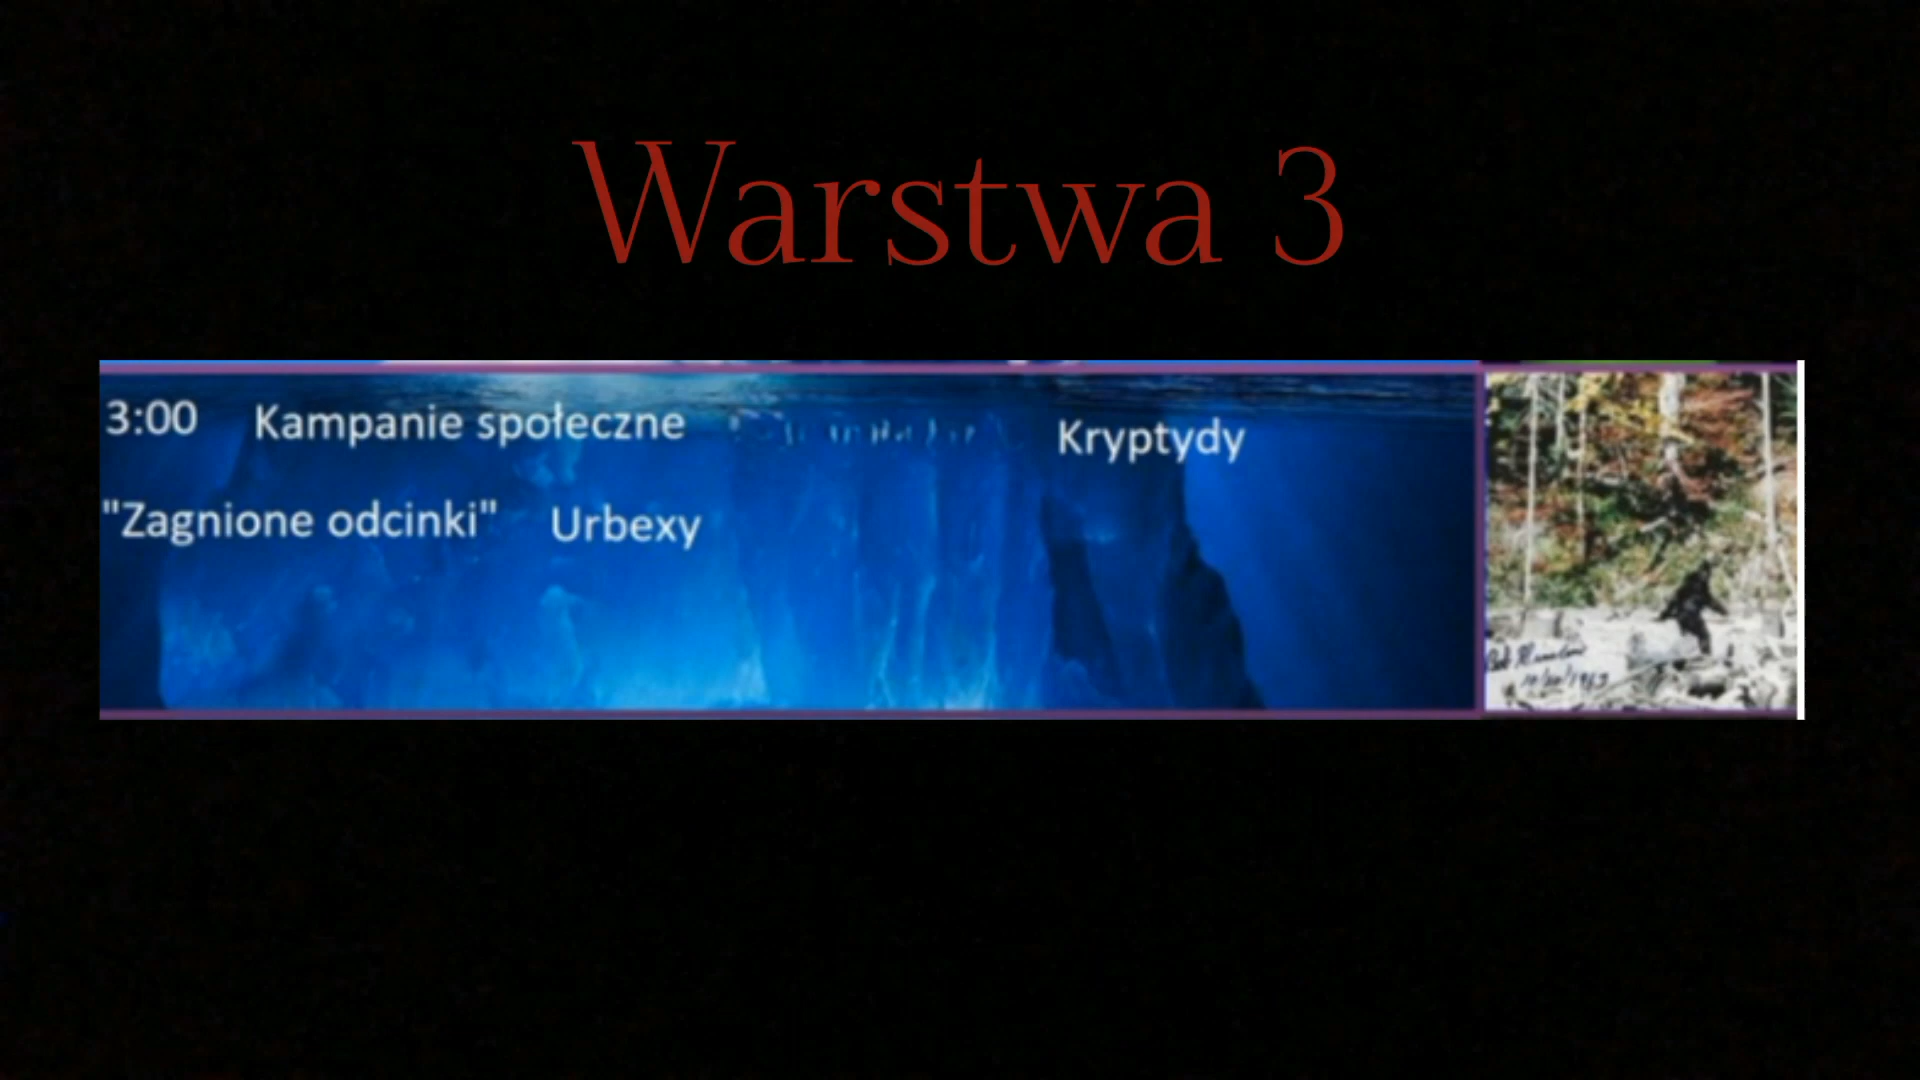 Warstwa 3
3:00 Kampanie społeczne Kryptydy
"Zagnione odcinki" Urbexy